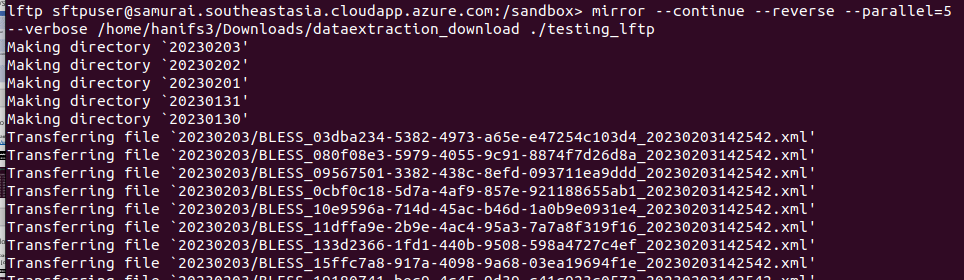 lftp sftpuser@samurai.southeastasia.cloudapp.azure.com:/sandbox> mirror --continue --reverse --parallel=5
--verbose /home/hanifs3/Downloads/dataextraction_download ./testing_lftp
Making directory `20230203'
Making directory `20230202'
Making directory `20230201'
Making directory `20230131'
Making directory `20230130'
Transferring file `20230203/BLESS_03dba234-5382-4973-a65e-e47254c103d4_20230203142542.xml'
Transferring file `20230203/BLESS_080f08e3-5979-4055-9c91-8874f7d26d8a_20230203142542.xml'
Transferring file `20230203/BLESS_09567501-3382-438c-8efd-093711ea9ddd_20230203142542.xml'
Transferring file `20230203/BLESS_0cbf0c18-5d7a-4af9-857e-921188655ab1_20230203142542.xml'
Transferring file `20230203/BLESS_10e9596a-714d-45ac-b46d-1a0b9e0931e4_20230203142542.xml'
Transferring file `20230203/BLESS_11dffa9e-2b9e-4ac4-95a3-7a7a8f319f16_20230203142542.xml'
Transferring file `20230203/BLESS_133d2366-1fd1-440b-9508-598a4727c4ef_20230203142542.xml'
Transferring file `20230203/BLESS_15ffc7a8-917a-4098-9a68-03ea19694f1e_20230203142542.xml'
Transferring file